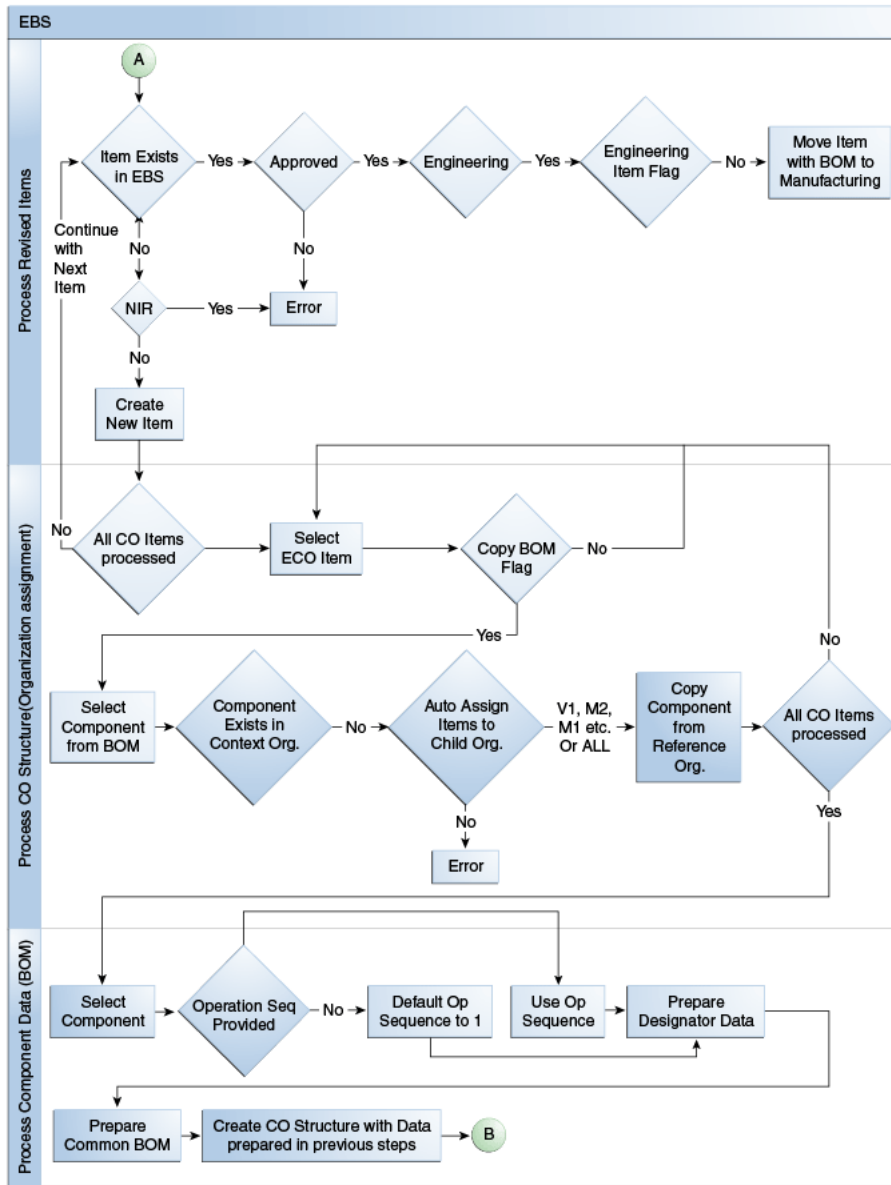 EBS
Process Revised Items
A
Item Exists
in EBS
Yes
Approved
Yes
Engineering
Yes
Engineering
Item Flag
No
Move Item
with BOM to
Manufacturing
Continue
with
Next
Item
No
No
NIR
Yes
Error
No
Create
New Item
Process CO Structure(Organization assignment)
No
All CO Items
processed
Select
ECO Item
Copy BOM
Flag
No
Yes
No
Select
Component
from BOM
Component
Exists in
Context Org.
No
Auto Assign
Items to
Child Org.
V1, M2,
M1 etc.
Or ALL
Copy
Component
from
Reference
Org.
All CO Items
processed
No
Yes
Error
Process Component Data (BOM)
Select
Component
Operation Seq
Provided
No
Default Op
Sequence to 1
Use Op
Sequence
Prepare
Designator Data
Prepare
Common BOM
Create CO Structure with Data
prepared in previous steps
B